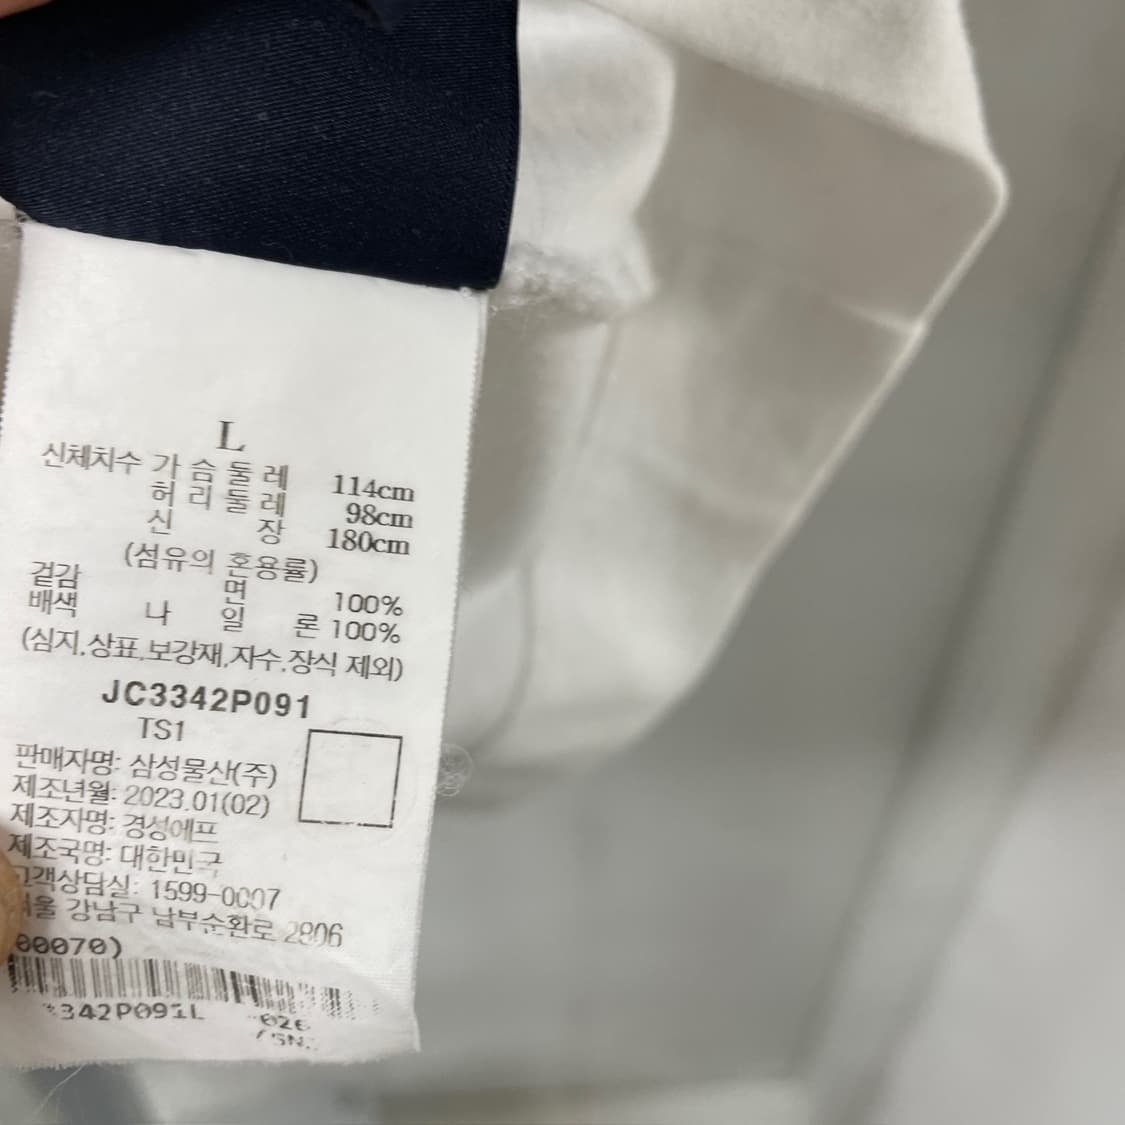 L
신체치수 가슴둘레 114cm
허리둘레 98cm
신장 180cm
(섬유의 혼용률)
겉감 면 100%
배색 나일론 100%
(심지,상표,보강재,자수,장식 제외)
JC3342P091
TS1
판매자명: 삼성물산(주)
제조년월: 2023.01(02)
제조자명: 경성에프
제조국명: 대한민국
고객상담실: 1599-0007
강남구 남부순환로 2806
00070)
342P091L 026